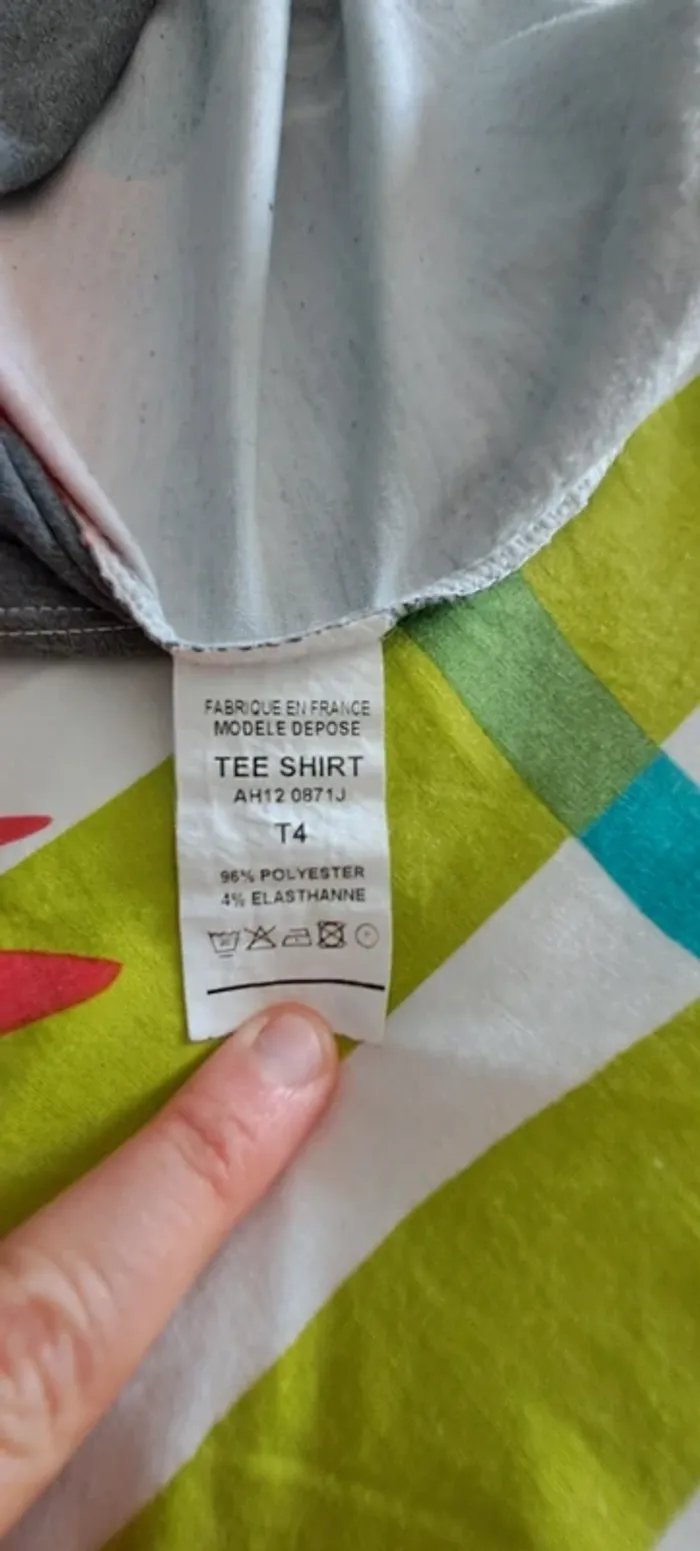 FABRIQUE EN FRANCE
MODELE DEPOSE
TEE SHIRT
AH12 0871J
T4
96% POLYESTER
4% ELASTHANNE